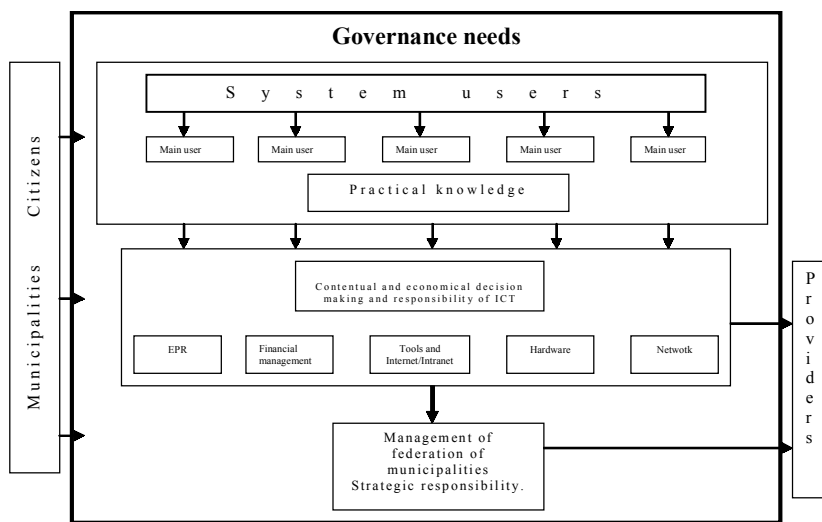 Governance needs
System users
Main user
Main user
Main user
Main user
Main user
Practical knowledge
Citizens
Municipalities
Contentual and economical decision
making and responsibility of ICT
EPR
Financial
management
Tools and
Internet/Intranet
Hardware
Netwotk
Management of
federation of
municipalities
Strategic responsibility.
Providers